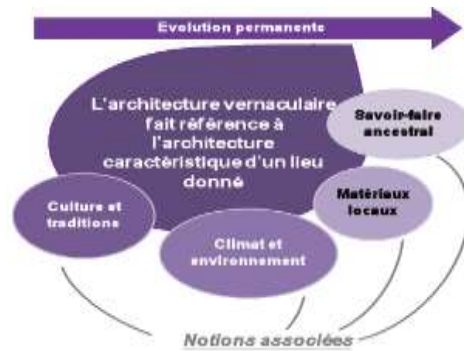 Evolution permanente
L'architecture vernaculaire
fait référence à
l'architecture
caractéristique d'un lieu
donné
Savoir-faire
ancestral
Matériaux
locaux
Culture et
traditions
Climat et
environnement
Notions associées